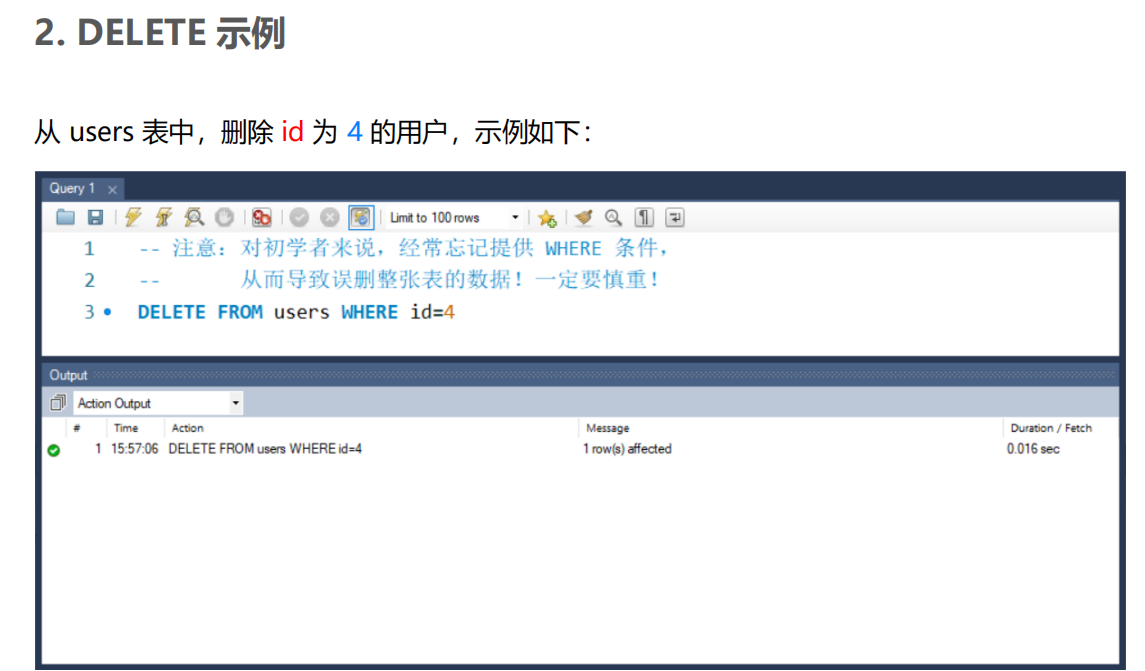 2. DELETE 示例
从 users 表中，删除 id 为 4 的用户，示例如下：
Query 1
Limit to 100 rows
1 -- 注意：对初学者来说，经常忘记提供 WHERE 条件，
2 -- 从而导致误删整张表的数据！一定要慎重！
3 DELETE FROM users WHERE id=4
Output
Action Output
# Time Action Message Duration / Fetch
1 15:57:06 DELETE FROM users WHERE id=4 1 row(s) affected 0.016 sec